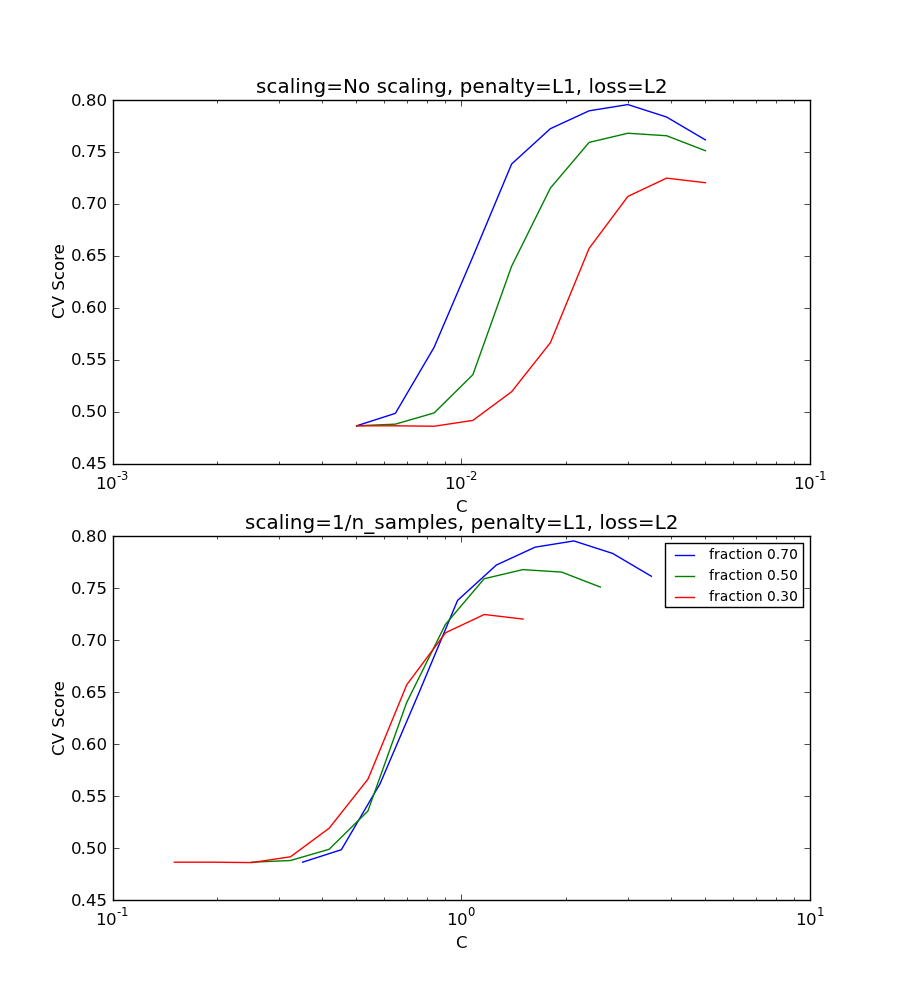 scaling=No scaling, penalty=L1, loss=L2
0.80
0.75
0.70
0.65
0.60
0.55
0.50
0.45
CV Score
10^-3
10^-2
10^-1
C
scaling=1/n_samples, penalty=L1, loss=L2
0.80
0.75
0.70
0.65
0.60
0.55
0.50
0.45
CV Score
fraction 0.70
fraction 0.50
fraction 0.30
10^-1
10^0
10^1
C